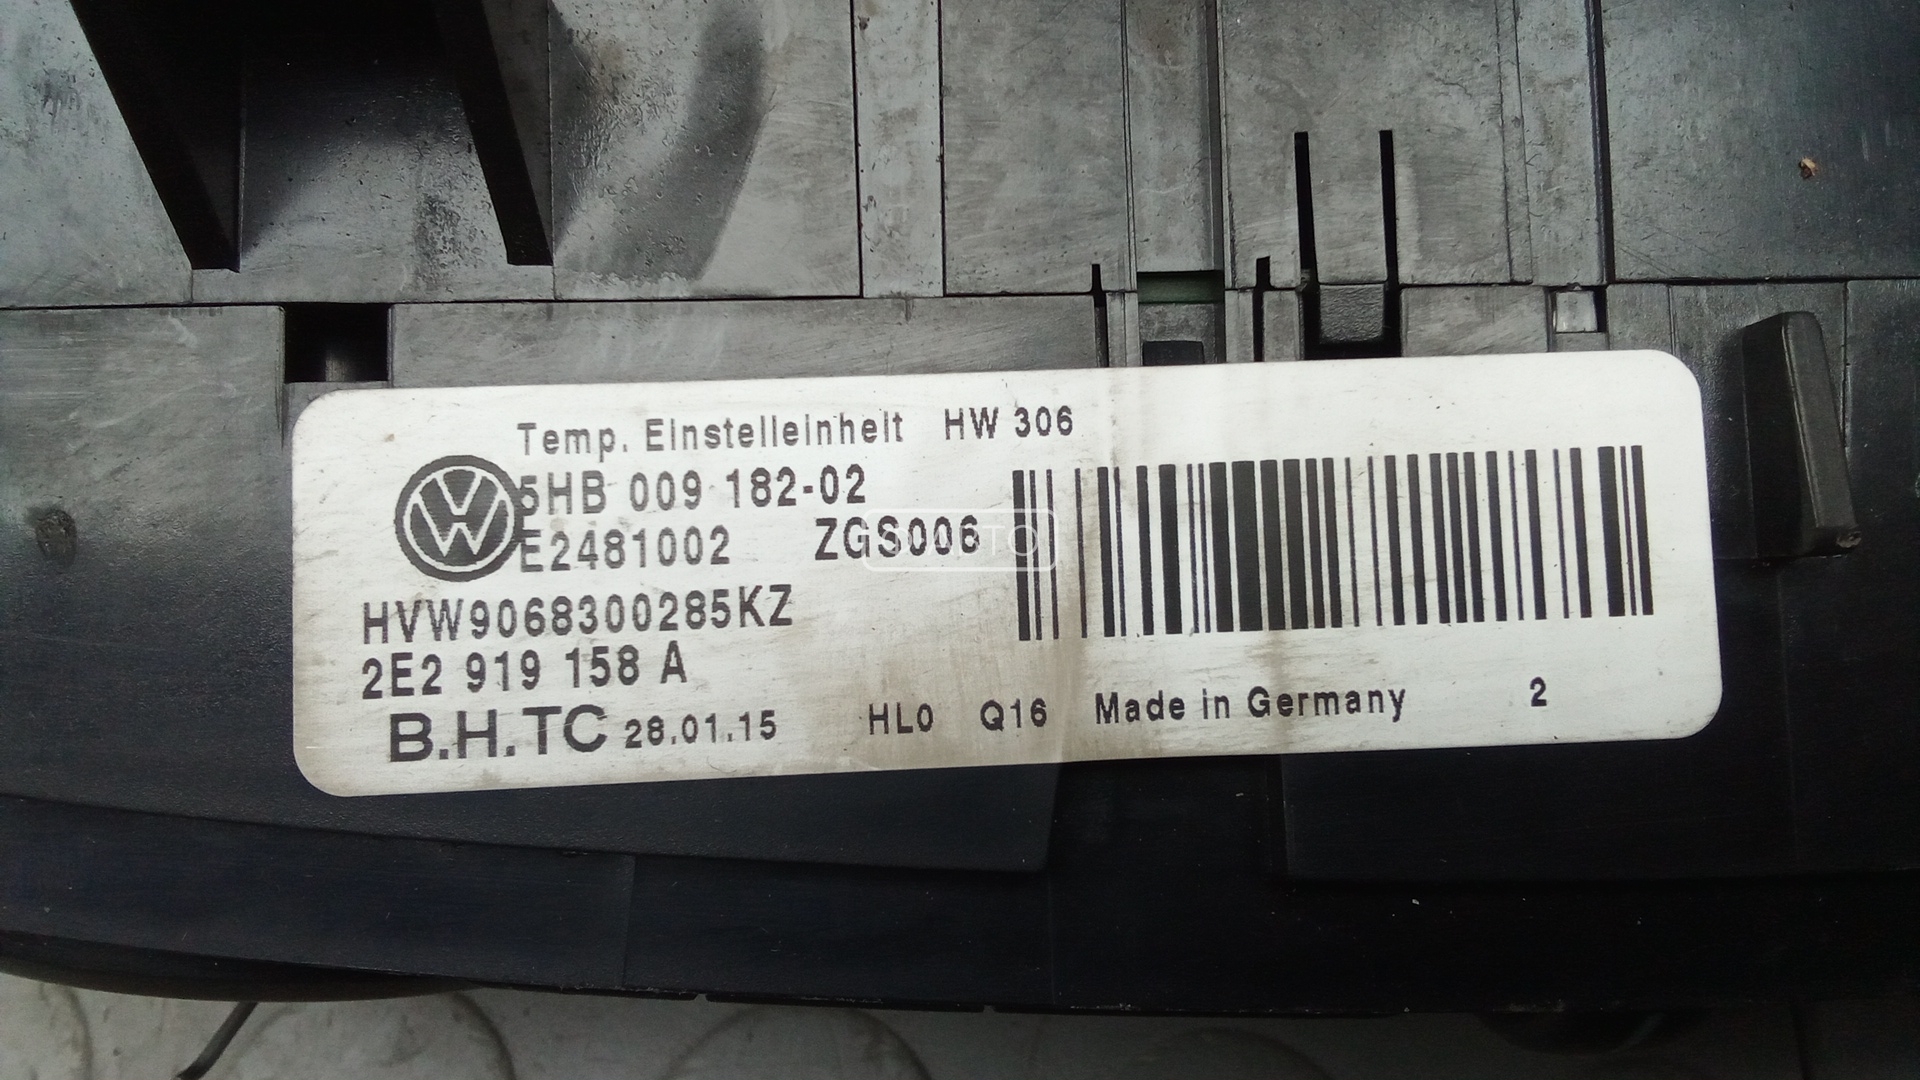 Temp. Einstelleinheit HW 306
5HB 009 182-02
E2481002 ZGS006
HVW9068300285KZ
2E2 919 158 A
B.H.TC 28.01.15 HL0 Q16 Made in Germany 2